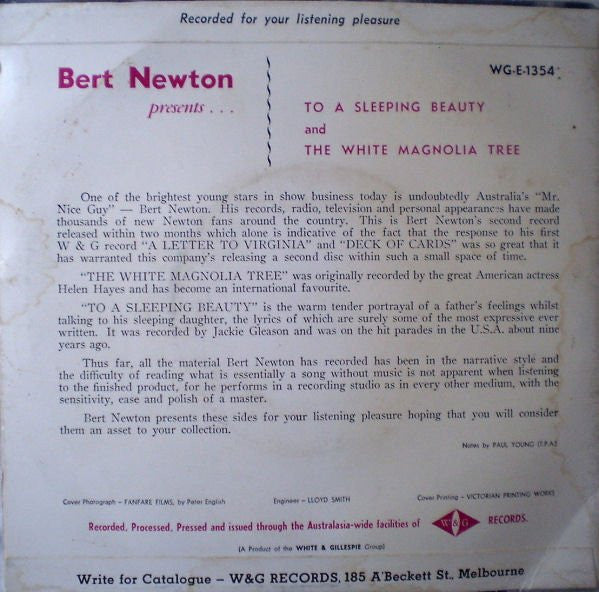 Recorded for your listening pleasure
Bert Newton
presents . . .
WG-E-1354
TO A SLEEPING BEAUTY
and
THE WHITE MAGNOLIA TREE
One of the brightest young stars in show business today is undoubtedly Australia's "Mr.
Nice Guy" — Bert Newton. His records, radio, television and personal appearances have made
thousands of new Newton fans around the country. This is Bert Newton's second record
released within two months which alone is indicative of the fact that the response to his first
W & G record "A LETTER TO VIRGINIA" and "DECK OF CARDS" was so great that it
has warranted this company's releasing a second disc within such a small space of time.
"THE WHITE MAGNOLIA TREE" was originally recorded by the great American actress
Helen Hayes and has become an international favourite.
"TO A SLEEPING BEAUTY" is the warm tender portrayal of a father's feelings whilst
talking to his sleeping daughter, the lyrics of which are surely some of the most expressive ever
written. It was recorded by Jackie Gleason and was on the hit parades in the U.S.A. about nine
years ago.
Thus far, all the material Bert Newton has recorded has been in the narrative style and
the difficulty of reading what is essentially a song without music is not apparent when listening
to the finished product, for he performs in a recording studio as in every other medium, with the
sensitivity, ease and polish of a master.
Bert Newton presents these sides for your listening pleasure hoping that you will consider
them an asset to your collection.
Notes by PAUL YOUNG (T.P.A.)
Cover Photograph – FANFARE FILMS, by Peter English
Engineer – LLOYD SMITH
Cover Printing – VICTORIAN PRINTING WORKS
Recorded, Processed, Pressed and issued through the Australasia-wide facilities of W&G RECORDS.
(A Product of the WHITE & GILLESPIE Group)
Write for Catalogue – W&G RECORDS, 185 A'Beckett St., Melbourne